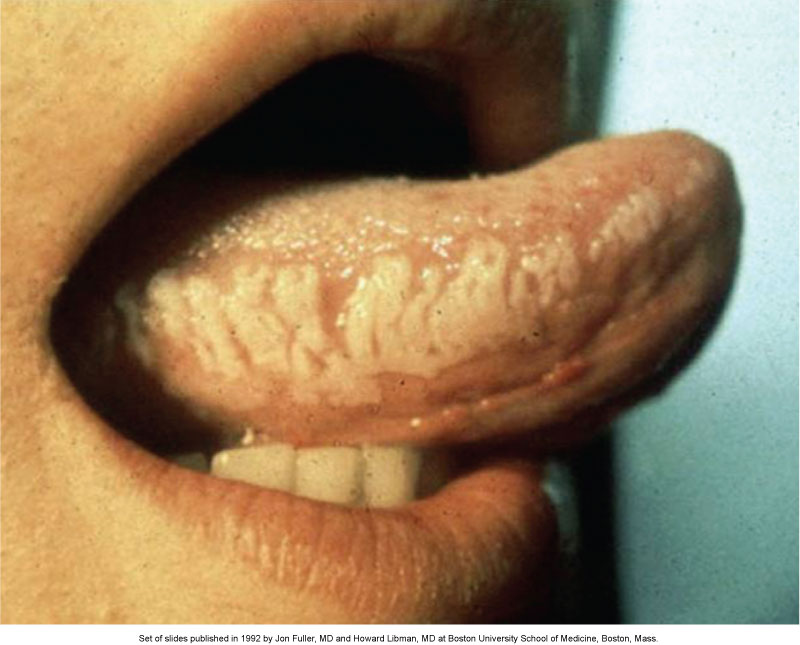 Set of slides published in 1992 by Jon Fuller, MD and Howard Libman, MD at Boston University School of Medicine, Boston, Mass.